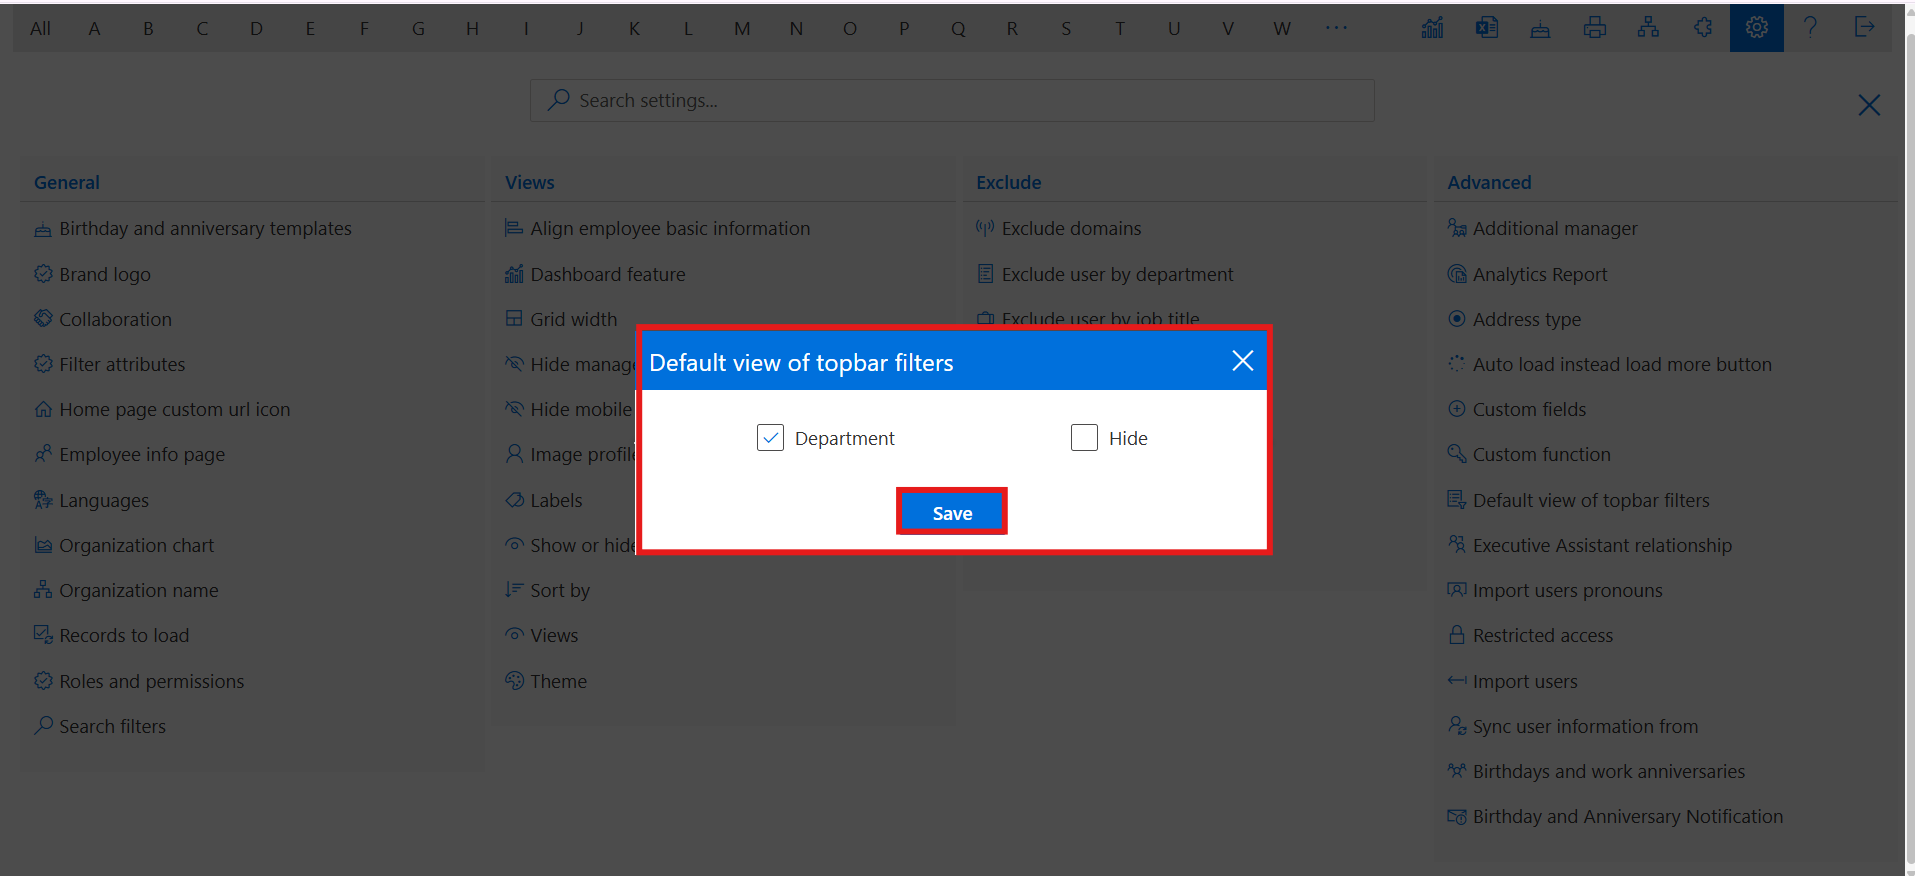 All A B C D E F G H I J K L M N O P Q R S T U V W ...
Search settings...
General
Birthday and anniversary templates
Brand logo
Collaboration
Filter attributes
Home page custom url icon
Employee info page
Languages
Organization chart
Organization name
Records to load
Roles and permissions
Search filters
Views
Align employee basic information
Dashboard feature
Grid width
Hide
Hide mobile
Image
Labels
Show or
Sort by
Views
Theme
Exclude
Exclude domains
Exclude user by department
Exclude user by job title
Advanced
Additional manager
Analytics Report
Address type
Auto load instead load more button
Custom fields
Custom function
Default view of topbar filters
Executive Assistant relationship
Import users pronouns
Restricted access
Import users
Sync user information from
Birthdays and work anniversaries
Birthday and Anniversary Notification
Default view of topbar filters
Department
Hide
Save